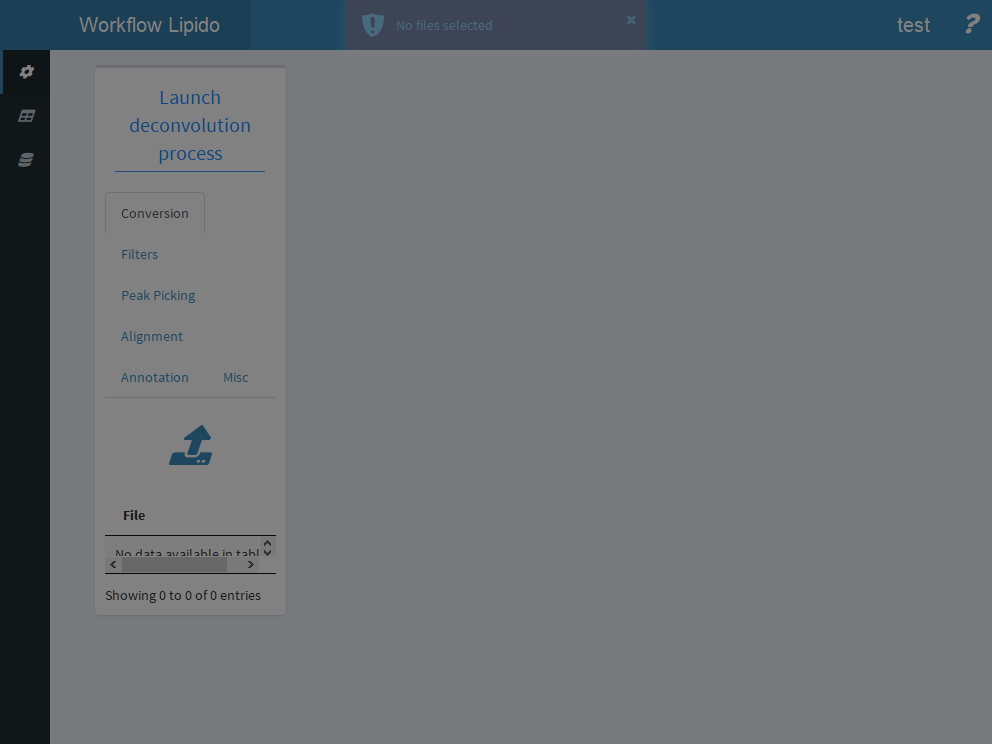 Workflow Lipido
No files selected
×
test
?
Launch
deconvolution
process
Conversion
Filters
Peak Picking
Alignment
Annotation Misc
File
No data available in tabl
Showing 0 to 0 of 0 entries